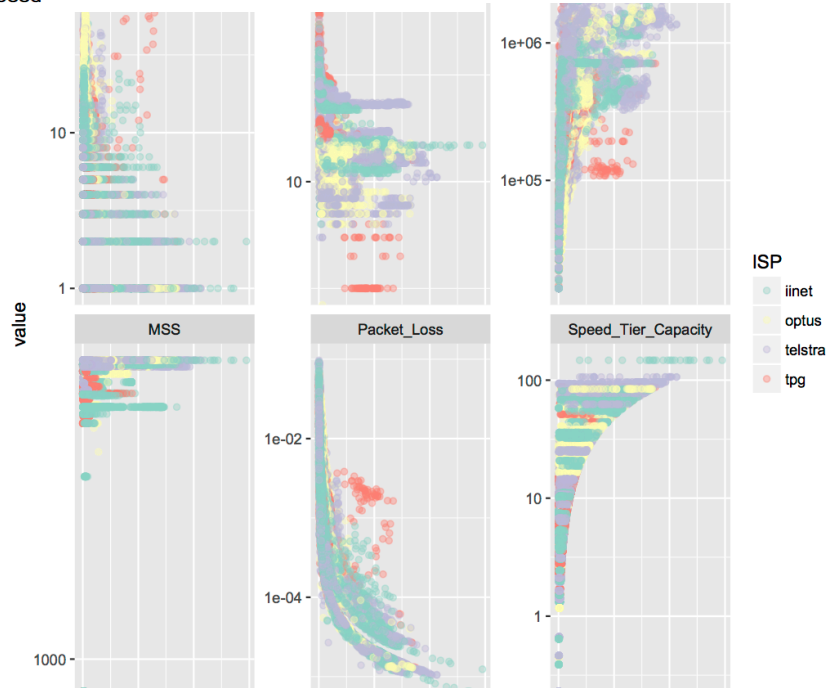 1e+06
10
10
1e+05
ISP
iinet
1
optus
value
MSS
Packet_Loss
Speed_Tier_Capacity
telstra
tpg
100
1e-02
10
1e-04
1
1000